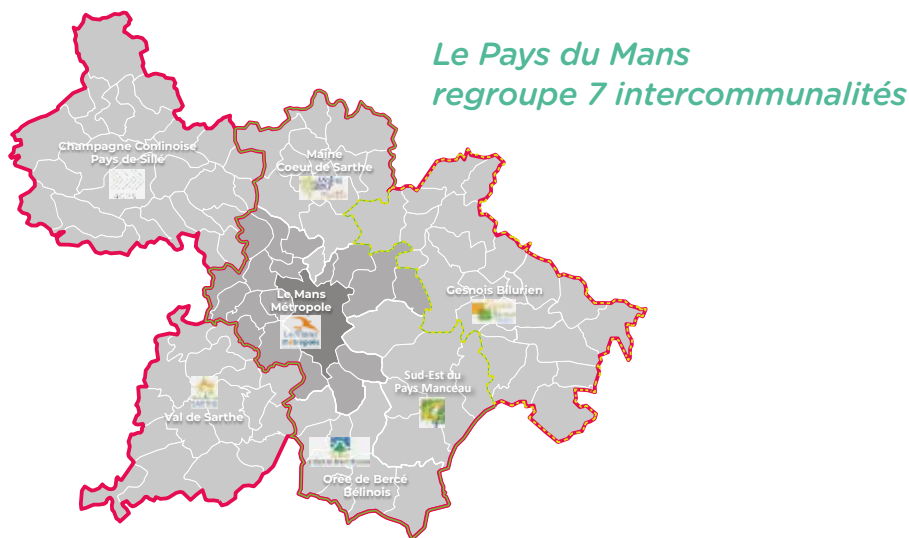 Le Pays du Mans
regroupe 7 intercommunalités
Champagne Conlinoise
Pays de Sillé
Maine
Coeur de Sarthe
Le Mans
Métropole
Gesnois Bilurien
Sud-Est du
Pays Manceau
Val de Sarthe
Orée de Bercé
Bélinois